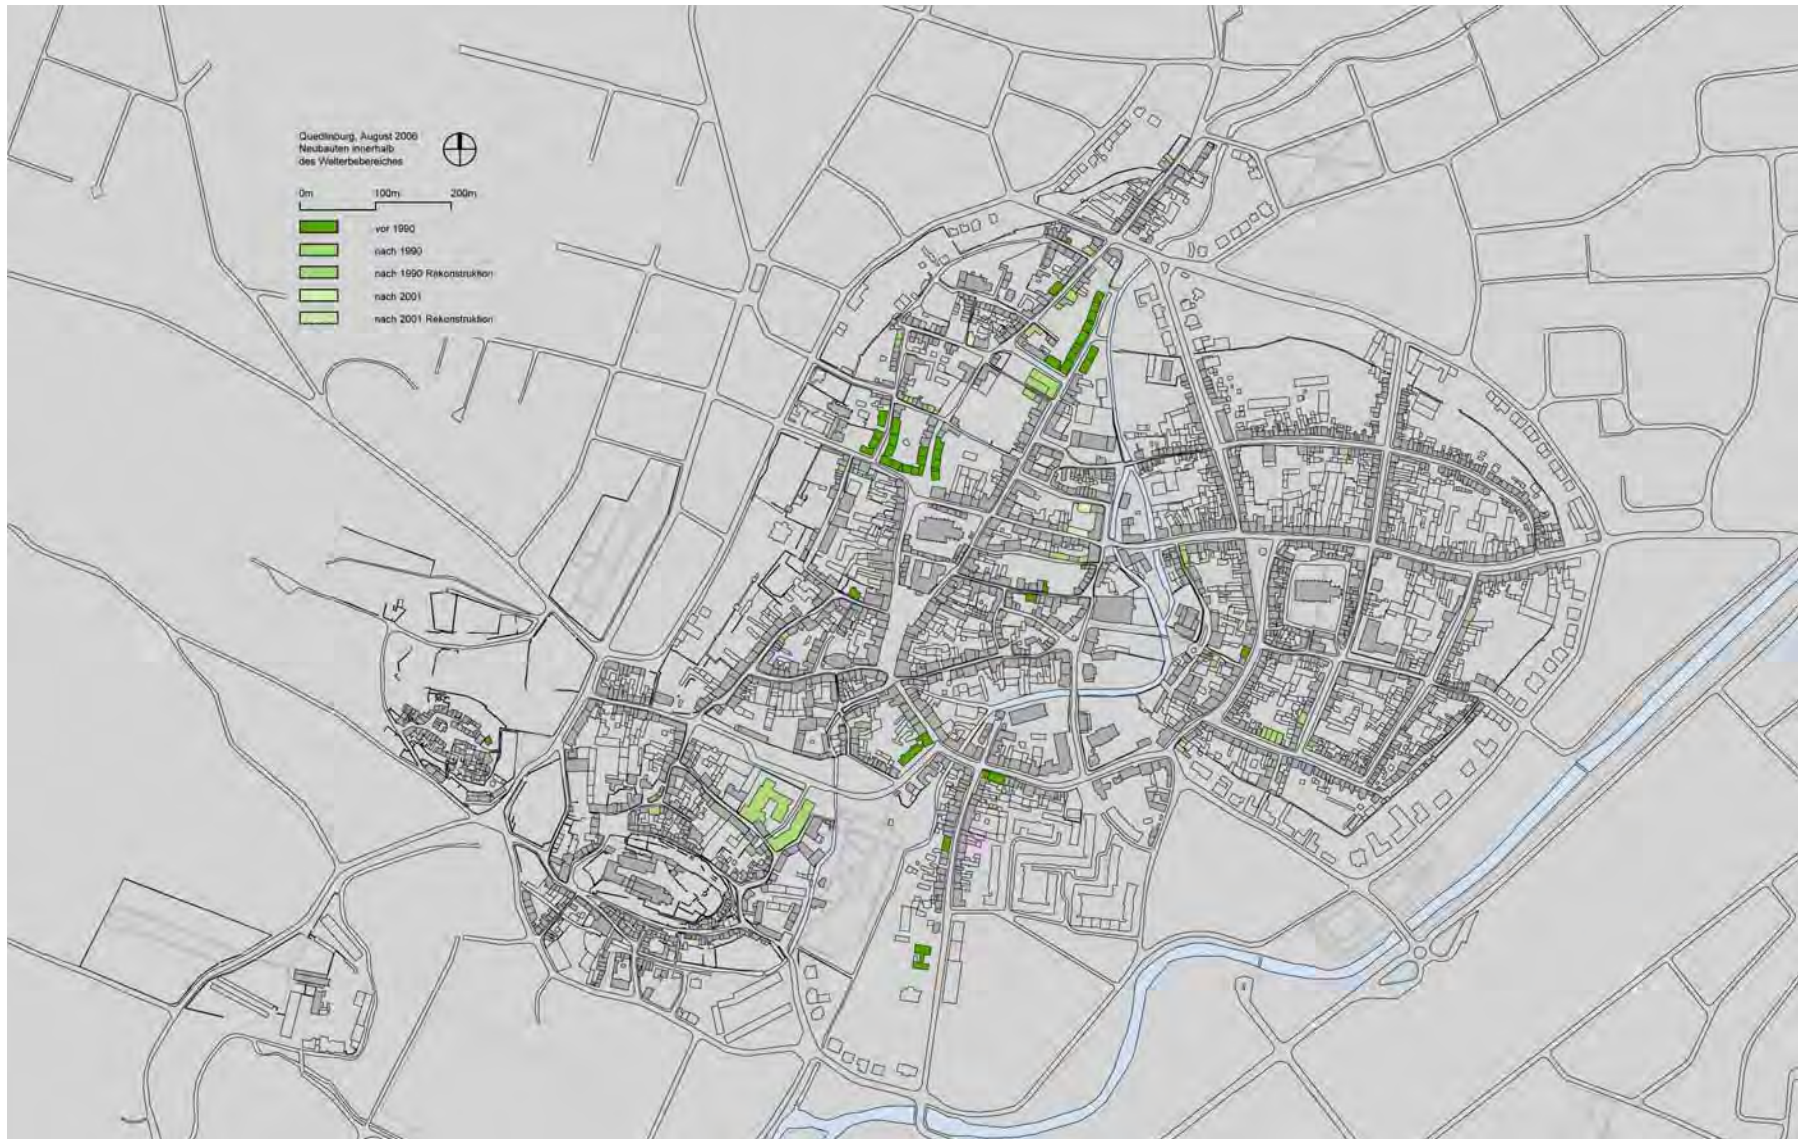 Quedlinburg, August 2006
Neubauten innerhalb
des Welterbebereiches
0m 100m 200m
vor 1990
nach 1990
nach 1990 Rekonstruktion
nach 2001
nach 2001 Rekonstruktion